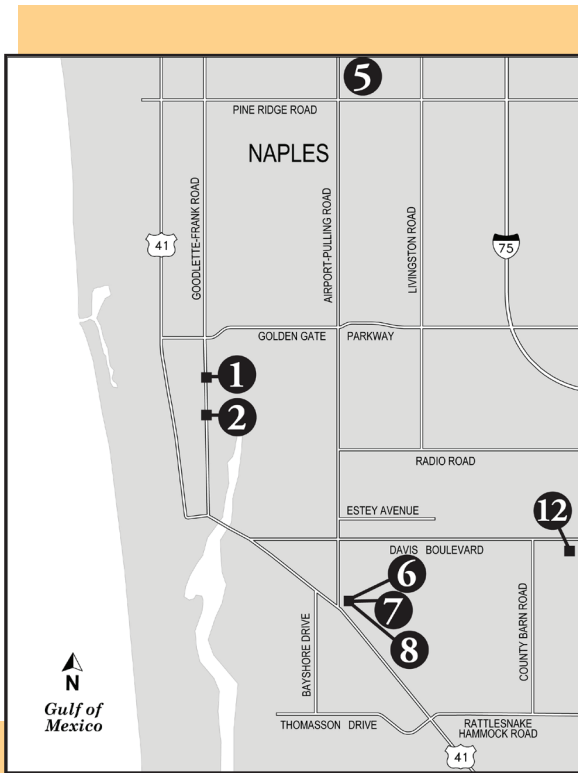 5
PINE RIDGE ROAD
NAPLES
GOODLETTE-FRANK ROAD
AIRPORT-PULLING ROAD
LIVINGSTON ROAD
41
75
GOLDEN GATE PARKWAY
1
2
RADIO ROAD
ESTEY AVENUE
12
DAVIS BOULEVARD
6
7
8
BAYSHORE DRIVE
COUNTY BARN ROAD
N
Gulf of
Mexico
THOMASSON DRIVE
RATTLESNAKE
HAMMOCK ROAD
41